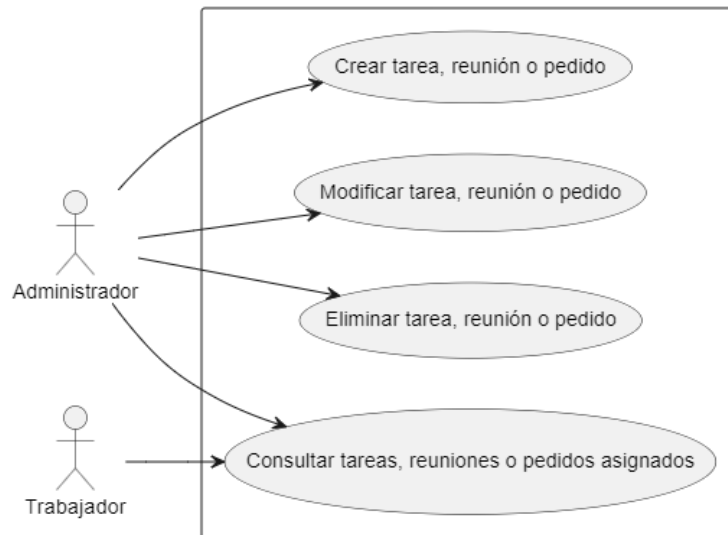 Crear tarea, reunión o pedido
Modificar tarea, reunión o pedido
Administrador
Eliminar tarea, reunión o pedido
Consultar tareas, reuniones o pedidos asignados
Trabajador